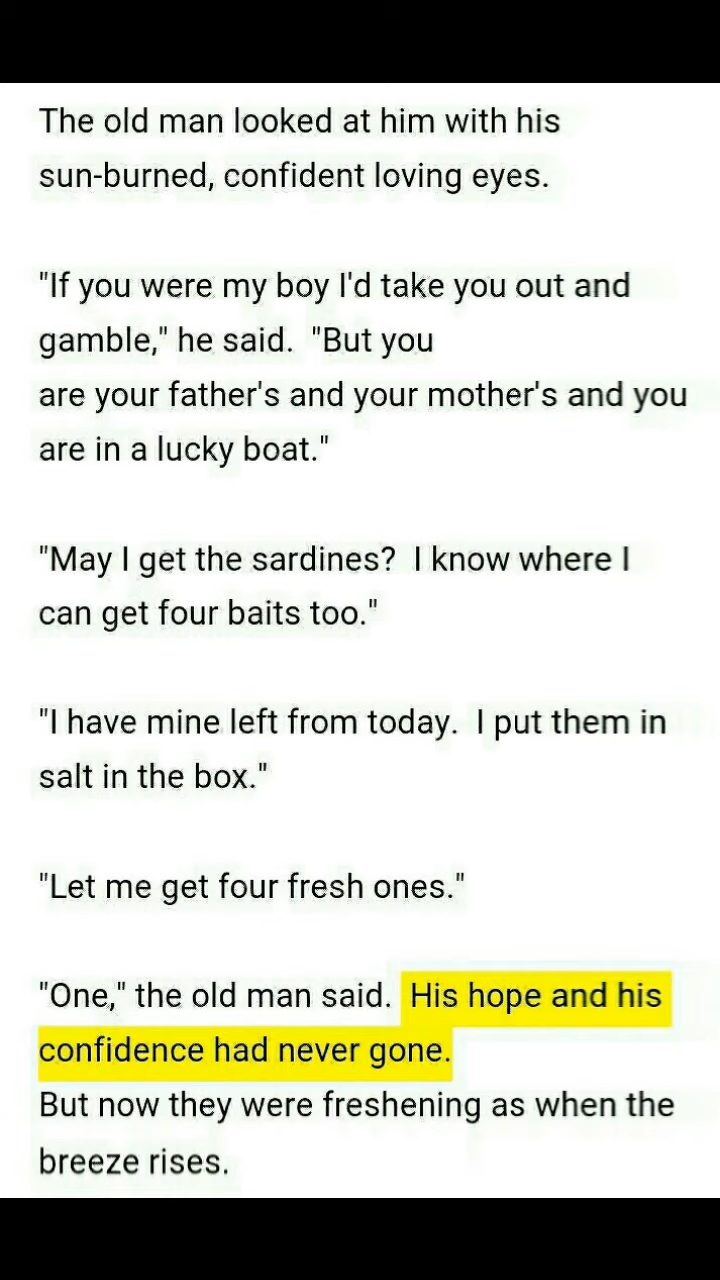 The old man looked at him with his
sun-burned, confident loving eyes.
"If you were my boy I'd take you out and
gamble," he said.  "But you
are your father's and your mother's and you
are in a lucky boat."
"May I get the sardines?  I know where I
can get four baits too."
"I have mine left from today.  I put them in
salt in the box."
"Let me get four fresh ones."
"One," the old man said.  His hope and his
confidence had never gone.
But now they were freshening as when the
breeze rises.